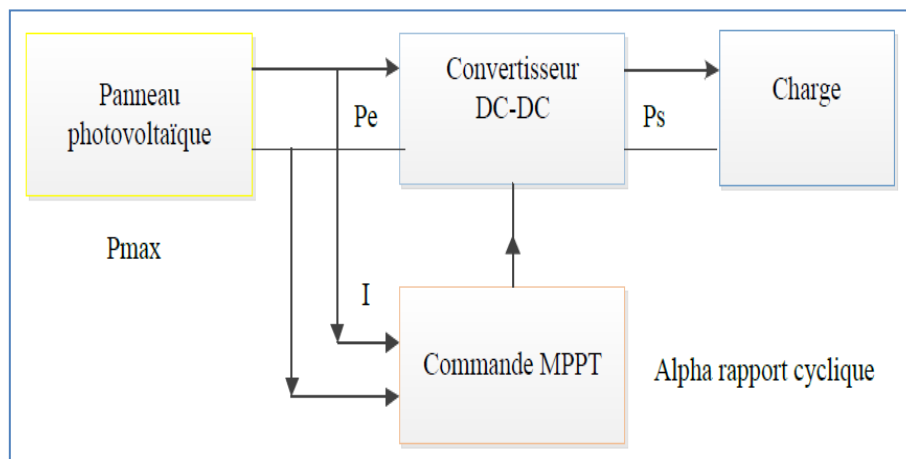 Panneau
photovoltaïque
Convertisseur
DC-DC
Charge
Pe
Ps
Pmax
I
Commande MPPT
Alpha rapport cyclique